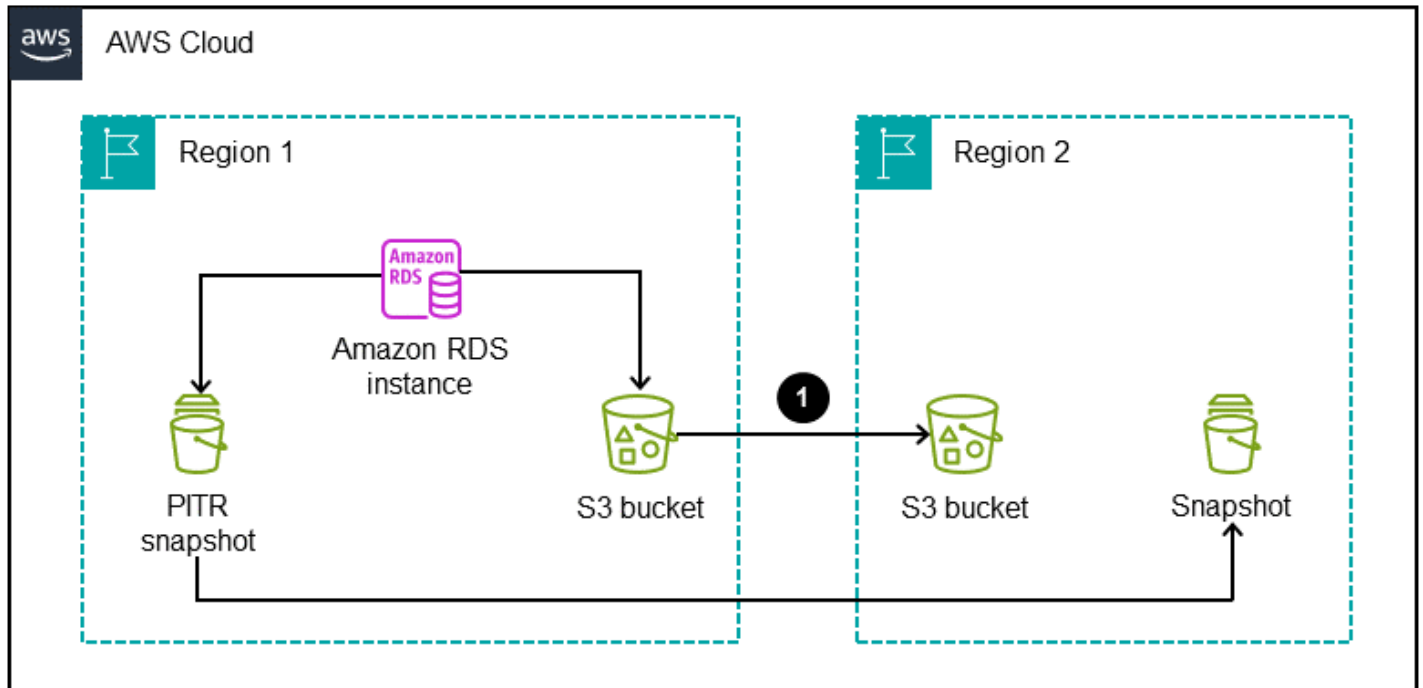 aws
AWS Cloud
Region 1
Region 2
Amazon
RDS
Amazon RDS
instance
1
PITR
snapshot
S3 bucket
S3 bucket
Snapshot